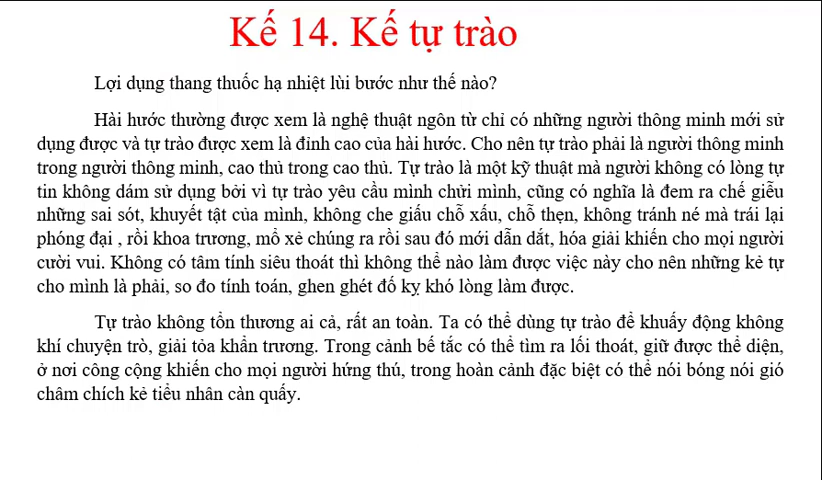 Kế 14. Kế tự trào
Lợi dụng thang thuốc hạ nhiệt lùi bước như thế nào?
Hài hước thường được xem là nghệ thuật ngôn từ chỉ có những người thông minh mới sử
dụng được và tự trào được xem là đỉnh cao của hài hước. Cho nên tự trào phải là người thông minh
trong người thông minh, cao thủ trong cao thủ. Tự trào là một kỹ thuật mà người không có lòng tự
tin không dám sử dụng bởi vì tự trào yêu cầu mình chửi mình, cũng có nghĩa là đem ra chế giễu
những sai sót, khuyết tật của mình, không che giấu chỗ xấu, chỗ thẹn, không tránh né mà trái lại
phóng đại , rồi khoa trương, mổ xẻ chúng ra rồi sau đó mới dẫn dắt, hóa giải khiến cho mọi người
cười vui. Không có tâm tính siêu thoát thì không thể nào làm được việc này cho nên những kẻ tự
cho mình là phải, so đo tính toán, ghen ghét đố kỵ khó lòng làm được.
Tự trào không tổn thương ai cả, rất an toàn. Ta có thể dùng tự trào để khuấy động không
khí chuyện trò, giải tỏa khẩn trương. Trong cảnh bế tắc có thể tìm ra lối thoát, giữ được thể diện,
ở nơi công cộng khiến cho mọi người hứng thú, trong hoàn cảnh đặc biệt có thể nói bóng nói gió
châm chích kẻ tiểu nhân càn quấy.